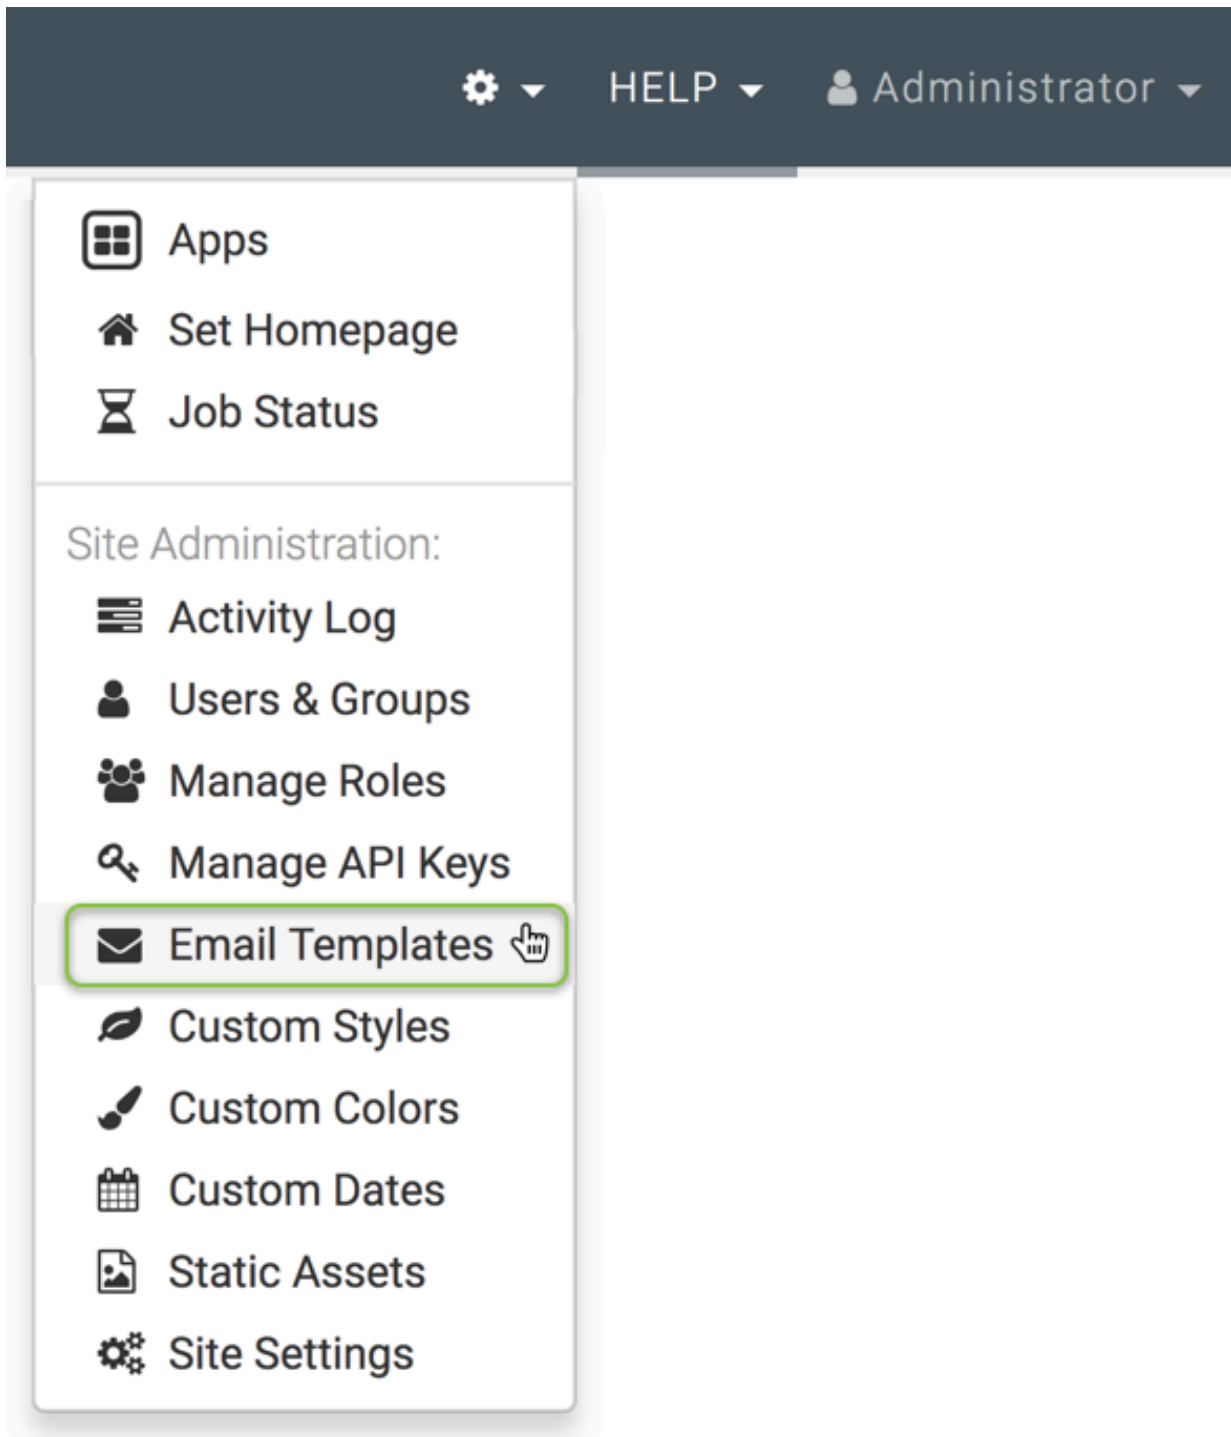 HELP Administrator
Apps
Set Homepage
Job Status
Site Administration:
Activity Log
Users & Groups
Manage Roles
Manage API Keys
Email Templates
Custom Styles
Custom Colors
Custom Dates
Static Assets
Site Settings